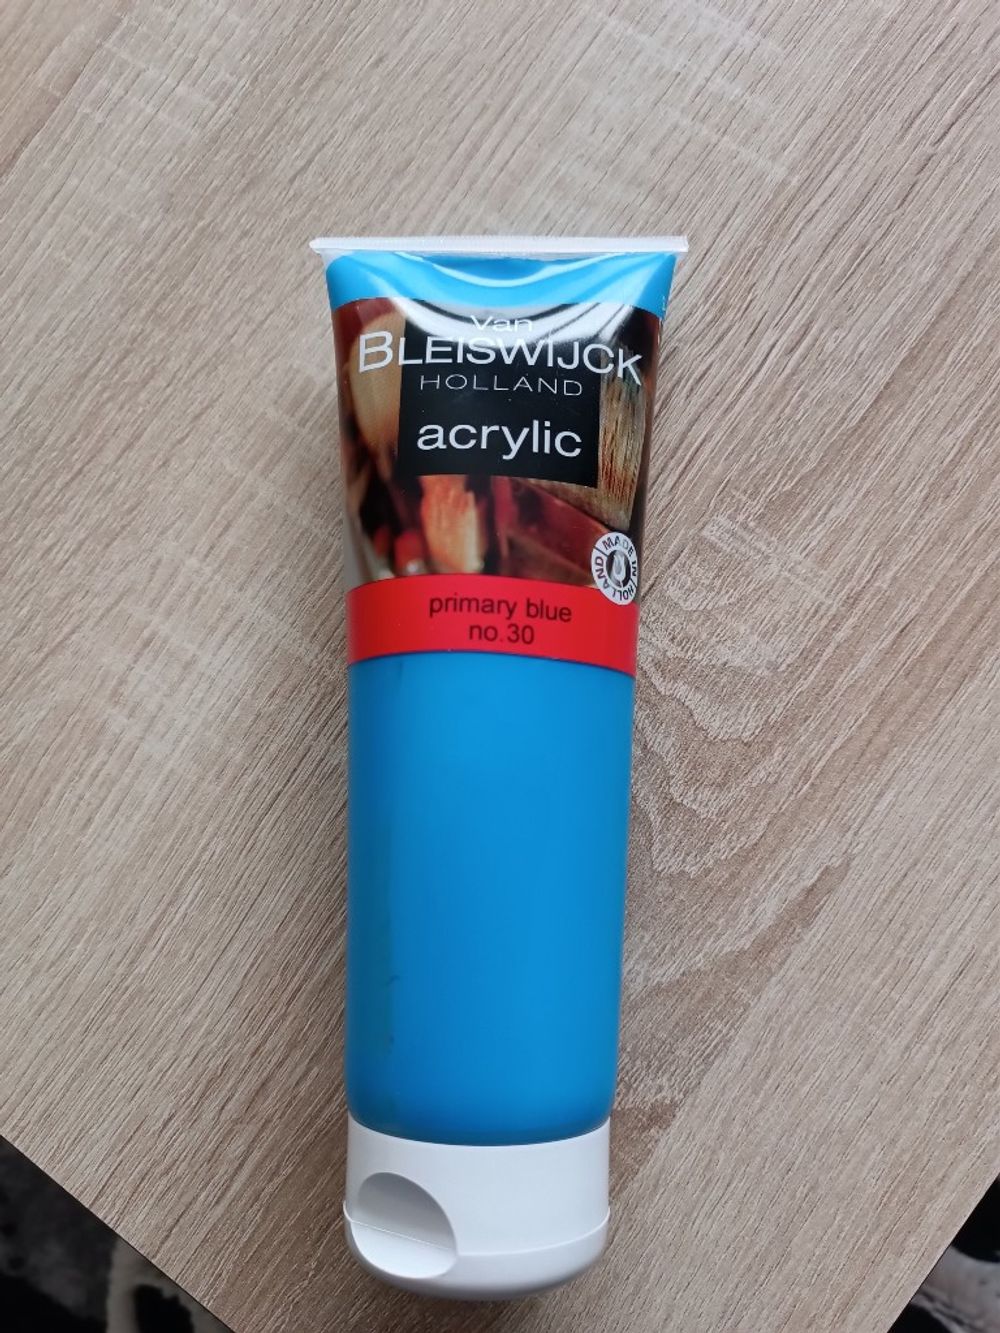 Van
BLEISWIJCK
HOLLAND
acrylic
MADE IN HOLLAND
primary blue
no.30